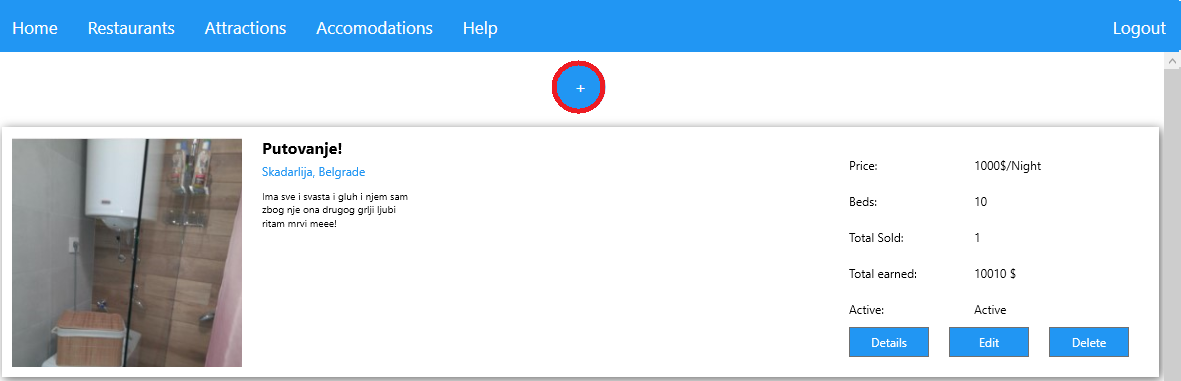 Home Restaurants Attractions Accomodations Help Logout
+
Putovanje!
Skadarlija, Belgrade
Ima sve i svasta i gluh i njem sam
zbog nje ona drugog grlji ljubi
ritam mrvi meee!
Price: 1000$/Night
Beds: 10
Total Sold: 1
Total earned: 10010 $
Active: Active
Details Edit Delete